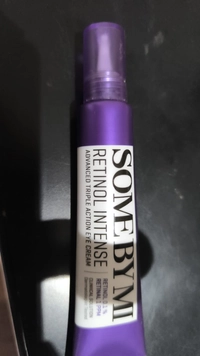 SOME BY MI
RETINOL INTENSE
ADVANCED TRIPLE ACTION EYE CREAM